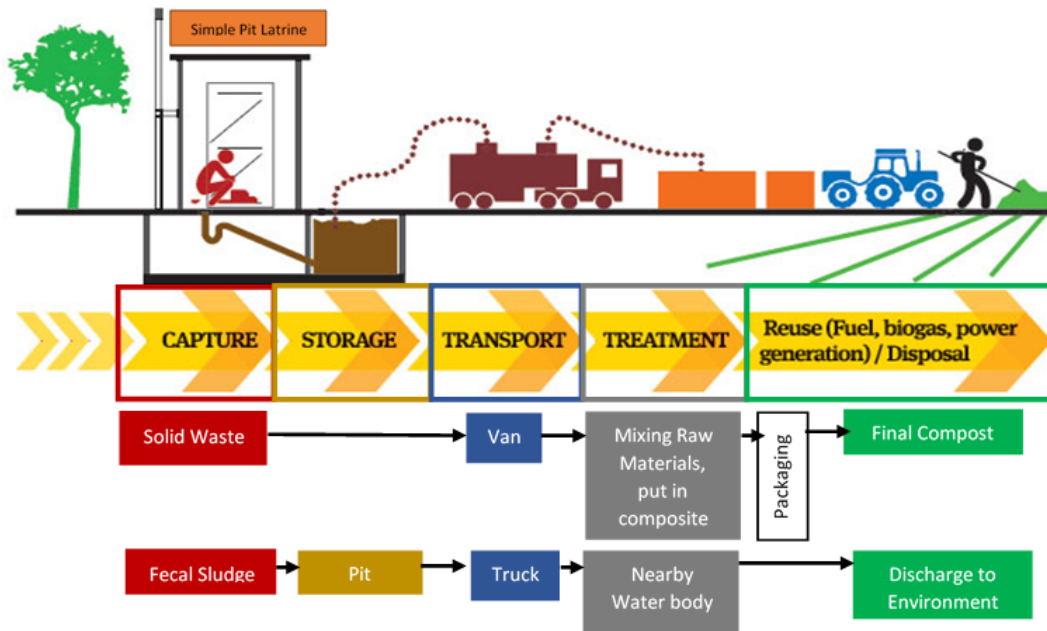 Simple Pit Latrine
CAPTURE
STORAGE
TRANSPORT
TREATMENT
Reuse (Fuel, biogas, power
generation) / Disposal
Solid Waste
Van
Mixing Raw
Materials,
put in
composite
Packaging
Final Compost
Fecal Sludge
Pit
Truck
Nearby
Water body
Discharge to
Environment